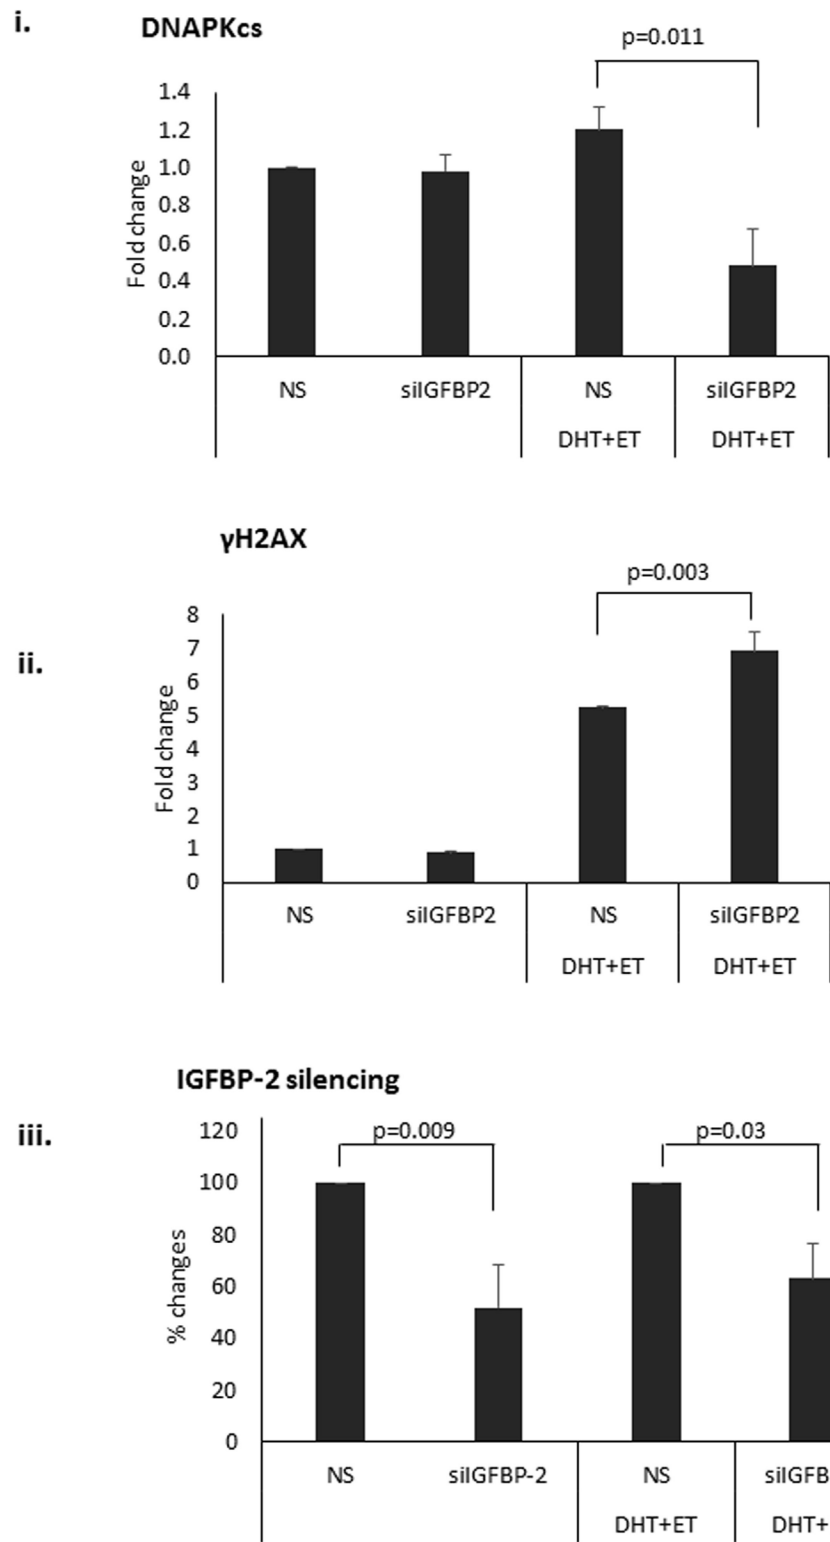 i.
DNAPKcs
p=0.011
1.4
1.2
1.0
0.8
0.6
0.4
0.2
0.0
Fold change
NS siIGFBP2 NS siIGFBP2
DHT+ET DHT+ET
γH2AX
p=0.003
ii.
8
7
6
5
4
3
2
1
0
Fold change
NS siIGFBP2 NS siIGFBP2
DHT+ET DHT+ET
IGFBP-2 silencing
iii.
p=0.009 p=0.03
120
100
80
60
40
20
0
% changes
NS siIGFBP-2 NS siIGFB
DHT+ET DHT+